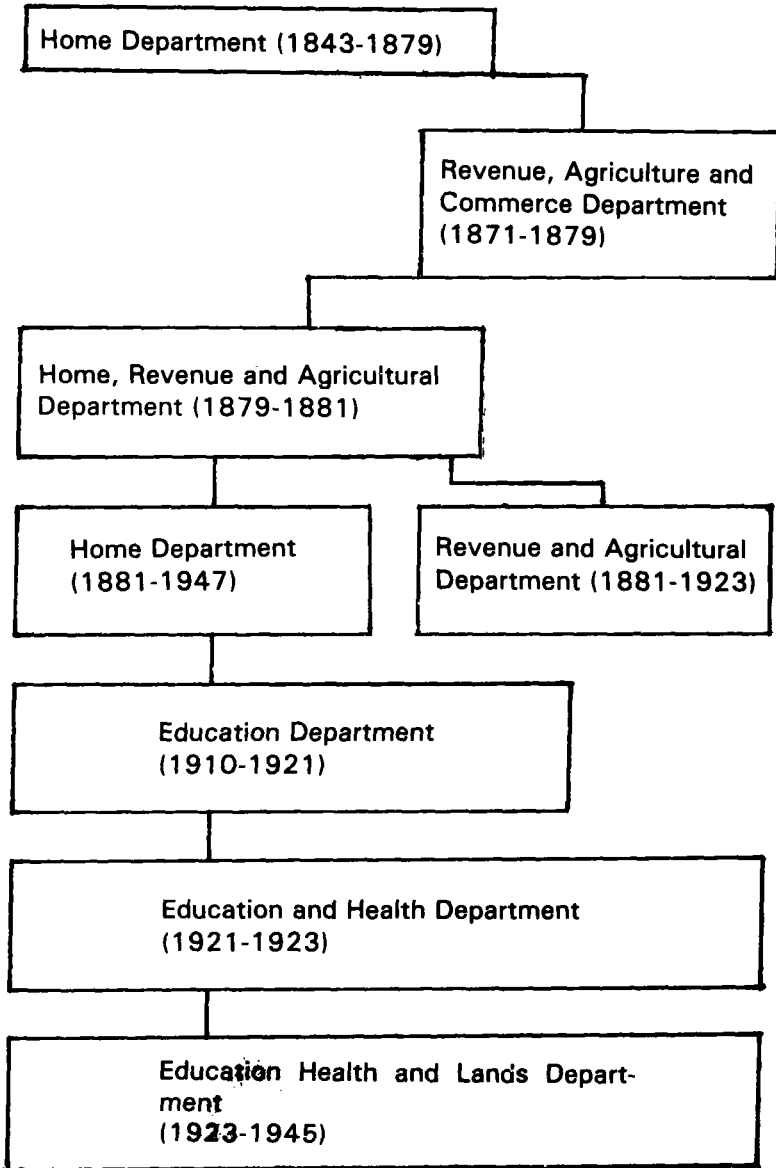 Home Department (1843-1879)
Revenue, Agriculture and
Commerce Department
(1871-1879)
Home, Revenue and Agricultural
Department (1879-1881)
Home Department
(1881-1947)
Revenue and Agricultural
Department (1881-1923)
Education Department
(1910-1921)
Education and Health Department
(1921-1923)
Education Health and Lands Depart-
ment
(1923-1945)